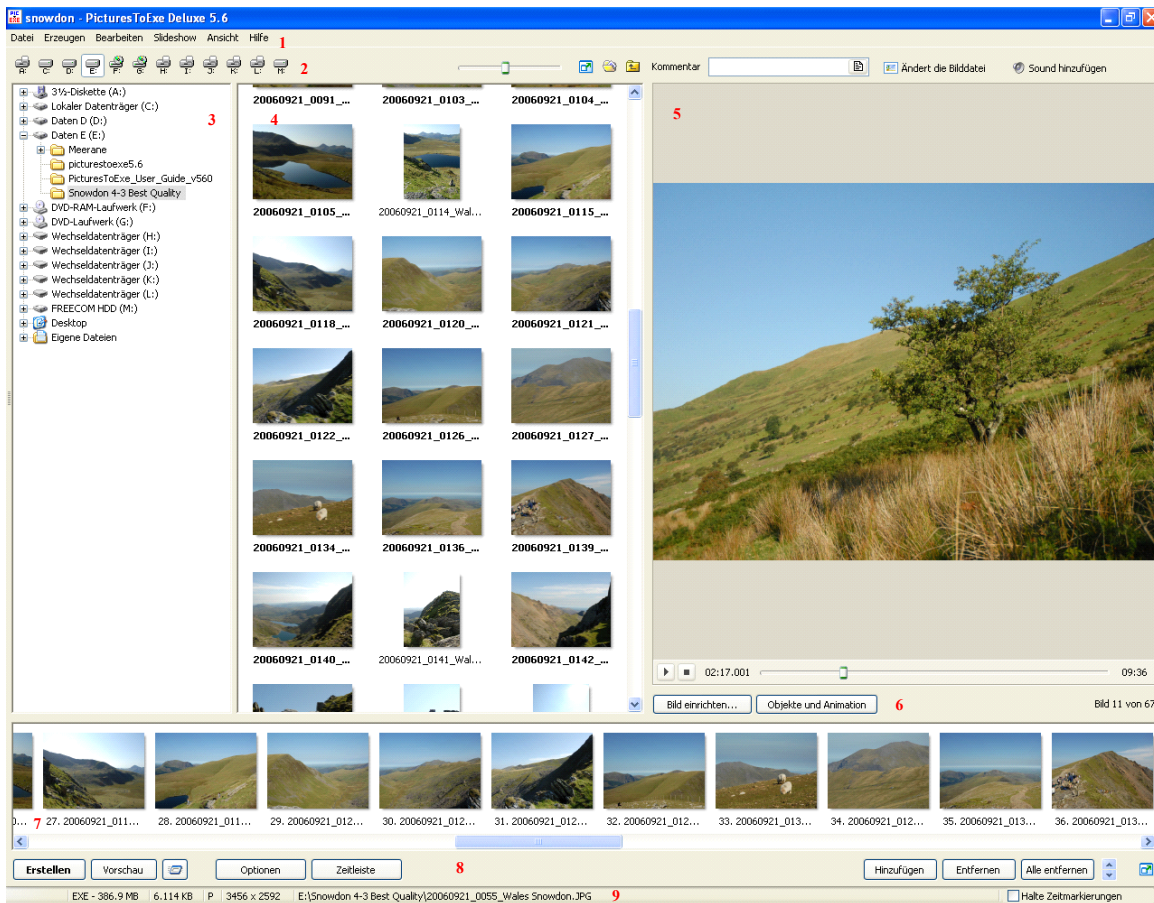 snowdon - PicturesToExe Deluxe 5.6
Datei Erzeugen Bearbeiten Slideshow Ansicht Hilfe 1
A: C: D: E: F: G: H: I: J: K: L: M: 2
Kommentar Ändert die Bilddatei Sound hinzufügen
3½-Diskette (A:)
Lokaler Datenträger (C:)
Daten D (D:)
Daten E (E:)
Meerane
picturestoexe5.6
PicturesToExe_User_Guide_v560
Snowdon 4-3 Best Quality
DVD-RAM-Laufwerk (F:)
DVD-Laufwerk (G:)
Wechseldatenträger (H:)
Wechseldatenträger (I:)
Wechseldatenträger (J:)
Wechseldatenträger (K:)
Wechseldatenträger (L:)
FREECOM HDD (M:)
Desktop
Eigene Dateien
3
20060921_0091_... 20060921_0103_... 20060921_0104_...
4
20060921_0105_... 20060921_0114_Wal... 20060921_0115_...
20060921_0118_... 20060921_0120_... 20060921_0121_...
20060921_0122_... 20060921_0126_... 20060921_0127_...
20060921_0134_... 20060921_0136_... 20060921_0139_...
20060921_0140_... 20060921_0141_Wal... 20060921_0142_...
5
02:17.001 09:36
Bild einrichten... Objekte und Animation 6 Bild 11 von 67
0... 7 27. 20060921_011... 28. 20060921_011... 29. 20060921_012... 30. 20060921_012... 31. 20060921_012... 32. 20060921_012... 33. 20060921_013... 34. 20060921_012... 35. 20060921_013... 36. 20060921_013...
Erstellen Vorschau Optionen Zeitleiste 8 Hinzufügen Entfernen Alle entfernen
EXE - 386.9 MB 6.114 KB P 3456 x 2592 E:\Snowdon 4-3 Best Quality\20060921_0055_Wales Snowdon.JPG 9 Halte Zeitmarkierungen